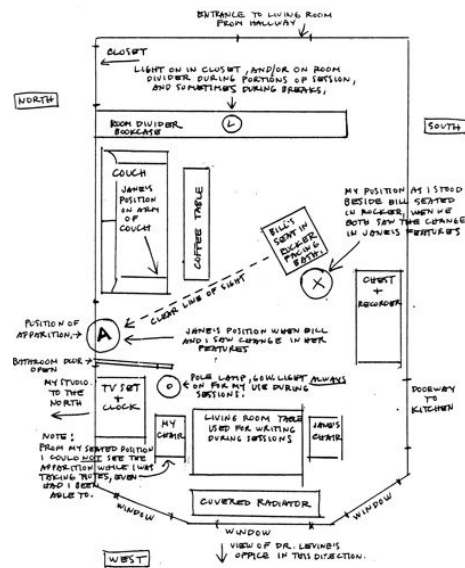 ENTRANCE TO LIVING ROOM
FROM HALLWAY
CLOSET
LIGHT ON IN CLOSET, AND/OR ON ROOM
DIVIDER DURING PORTIONS OF SESSION,
AND SOMETIMES DURING BREAKS.
NORTH
ROOM DIVIDER
BOOKCASE
L
SOUTH
COUCH
JANE'S
POSITION
ON ARM
OF
COUCH
COFFEE TABLE
MY POSITION AS I STOOD
BESIDE BILL SEATED
IN ROCKER, WHEN WE
BOTH SAW THE CHANGE
IN JANE'S FEATURES
BILL'S
SEAT IN
ROCKER
FACING
BATH.
X
CHEST
+
RECORDER
CLEAR LINE OF SIGHT
POSITION OF
APPARITION,
A
JANE'S POSITION WHEN BILL
AND I SAW CHANGE IN HER
FEATURES
BATHROOM DOOR
OPEN
MY STUDIO
TO THE
NORTH
TV SET
+
CLOCK
POLE LAMP, 60W. LIGHT ALWAYS
ON FOR MY USE DURING
SESSIONS.
DOORWAY
TO
KITCHEN
MY
CHAIR
LIVING ROOM TABLE
USED FOR WRITING
DURING SESSIONS
JANE'S
CHAIR
NOTE:
FROM MY SEATED POSITION
I COULD NOT SEE THE
APPARITION WHILE I WAS
TAKING NOTES, EVEN
HAD I BEEN
ABLE TO.
COVERED RADIATOR
WINDOW
WINDOW
WINDOW
WEST
VIEW OF DR. LEVINE'S
OFFICE IN THIS DIRECTION.